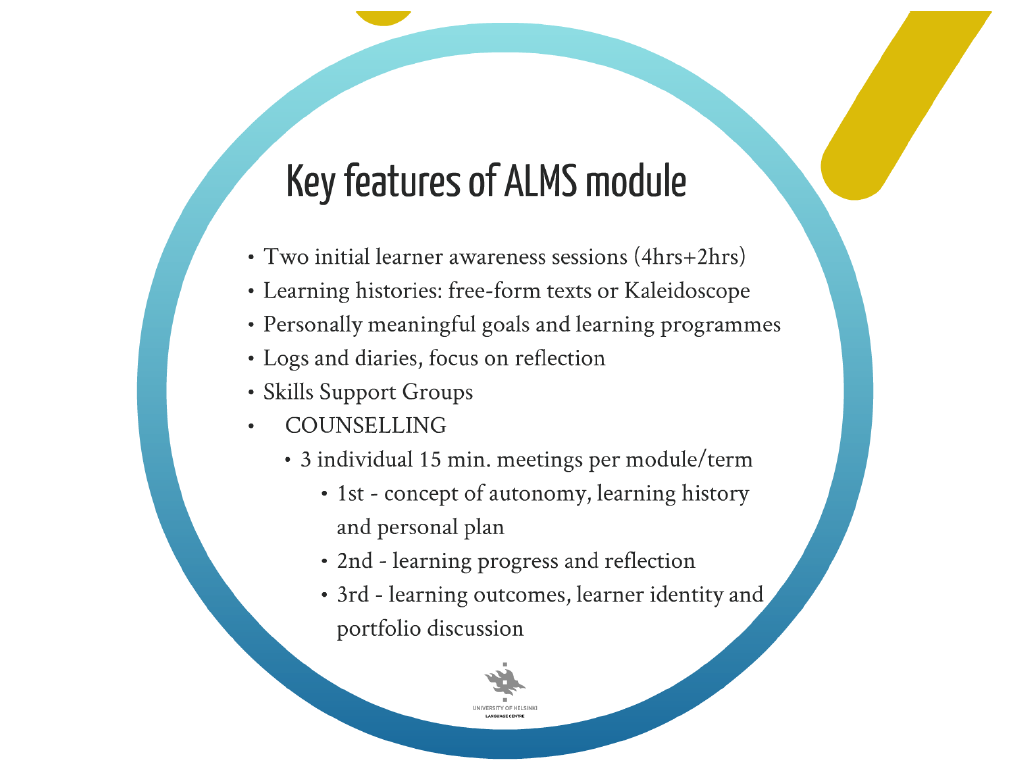 Key features of ALMS module
• Two initial learner awareness sessions (4hrs+2hrs)
• Learning histories: free-form texts or Kaleidoscope
• Personally meaningful goals and learning programmes
• Logs and diaries, focus on reflection
• Skills Support Groups
• COUNSELLING
• 3 individual 15 min. meetings per module/term
• 1st - concept of autonomy, learning history
and personal plan
• 2nd - learning progress and reflection
• 3rd - learning outcomes, learner identity and
portfolio discussion
UNIVERSITY OF HELSINKI
LANGUAGE CENTRE